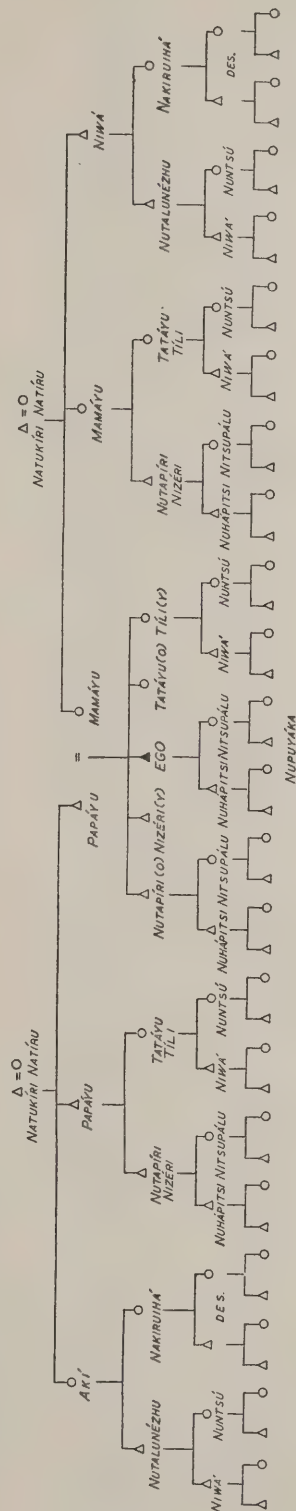 NATUKÍRI NATÍRU
NATUKÍRI NATÍRU
AKÍ
PAPÁYU
PAPÁYU
MAMÁYU
MAMÁYU
NIWÁ
NUTALUNÉZHU
NAKIRUIHÁ
NUTAPÍRI
NIZÉRI
TATÁYU
TÍLI
NUTAPÍRI(O) NIZÉRI(Y)
EGO
TATÁYU(O) TÍLI(Y)
NUTAPÍRI
NIZÉRI
TATÁYU
TÍLI
NUTALUNÉZHU
NAKIRUIHÁ
NIWÁ
NUNTSÚ
DES.
NUHÁPITSI NITSUPÁLU
NIWÁ
NUNTSÚ
NUHÁPITSI NITSUPÁLU
NUHÁPITSI NITSUPÁLU
NIWÁ
NUNTSÚ
NUHÁPITSI NITSUPÁLU
NIWÁ
NUNTSÚ
NIWÁ
NUNTSÚ
DES.
NUPUYÁKA